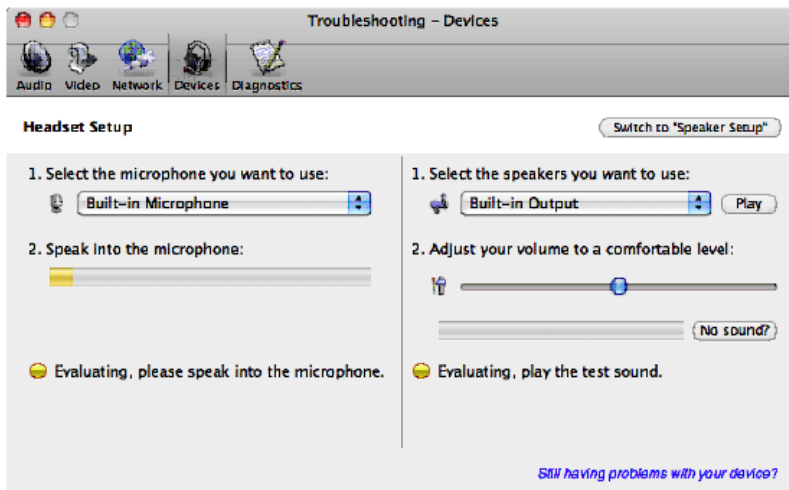 Troubleshooting – Devices
Audio Video Network Devices Diagnostics
Headset Setup
Switch to "Speaker Setup"
1. Select the microphone you want to use:
Built-in Microphone
2. Speak into the microphone:
Evaluating, please speak into the microphone.
1. Select the speakers you want to use:
Built-in Output
Play
2. Adjust your volume to a comfortable level:
No sound?
Evaluating, play the test sound.
Still having problems with your device?